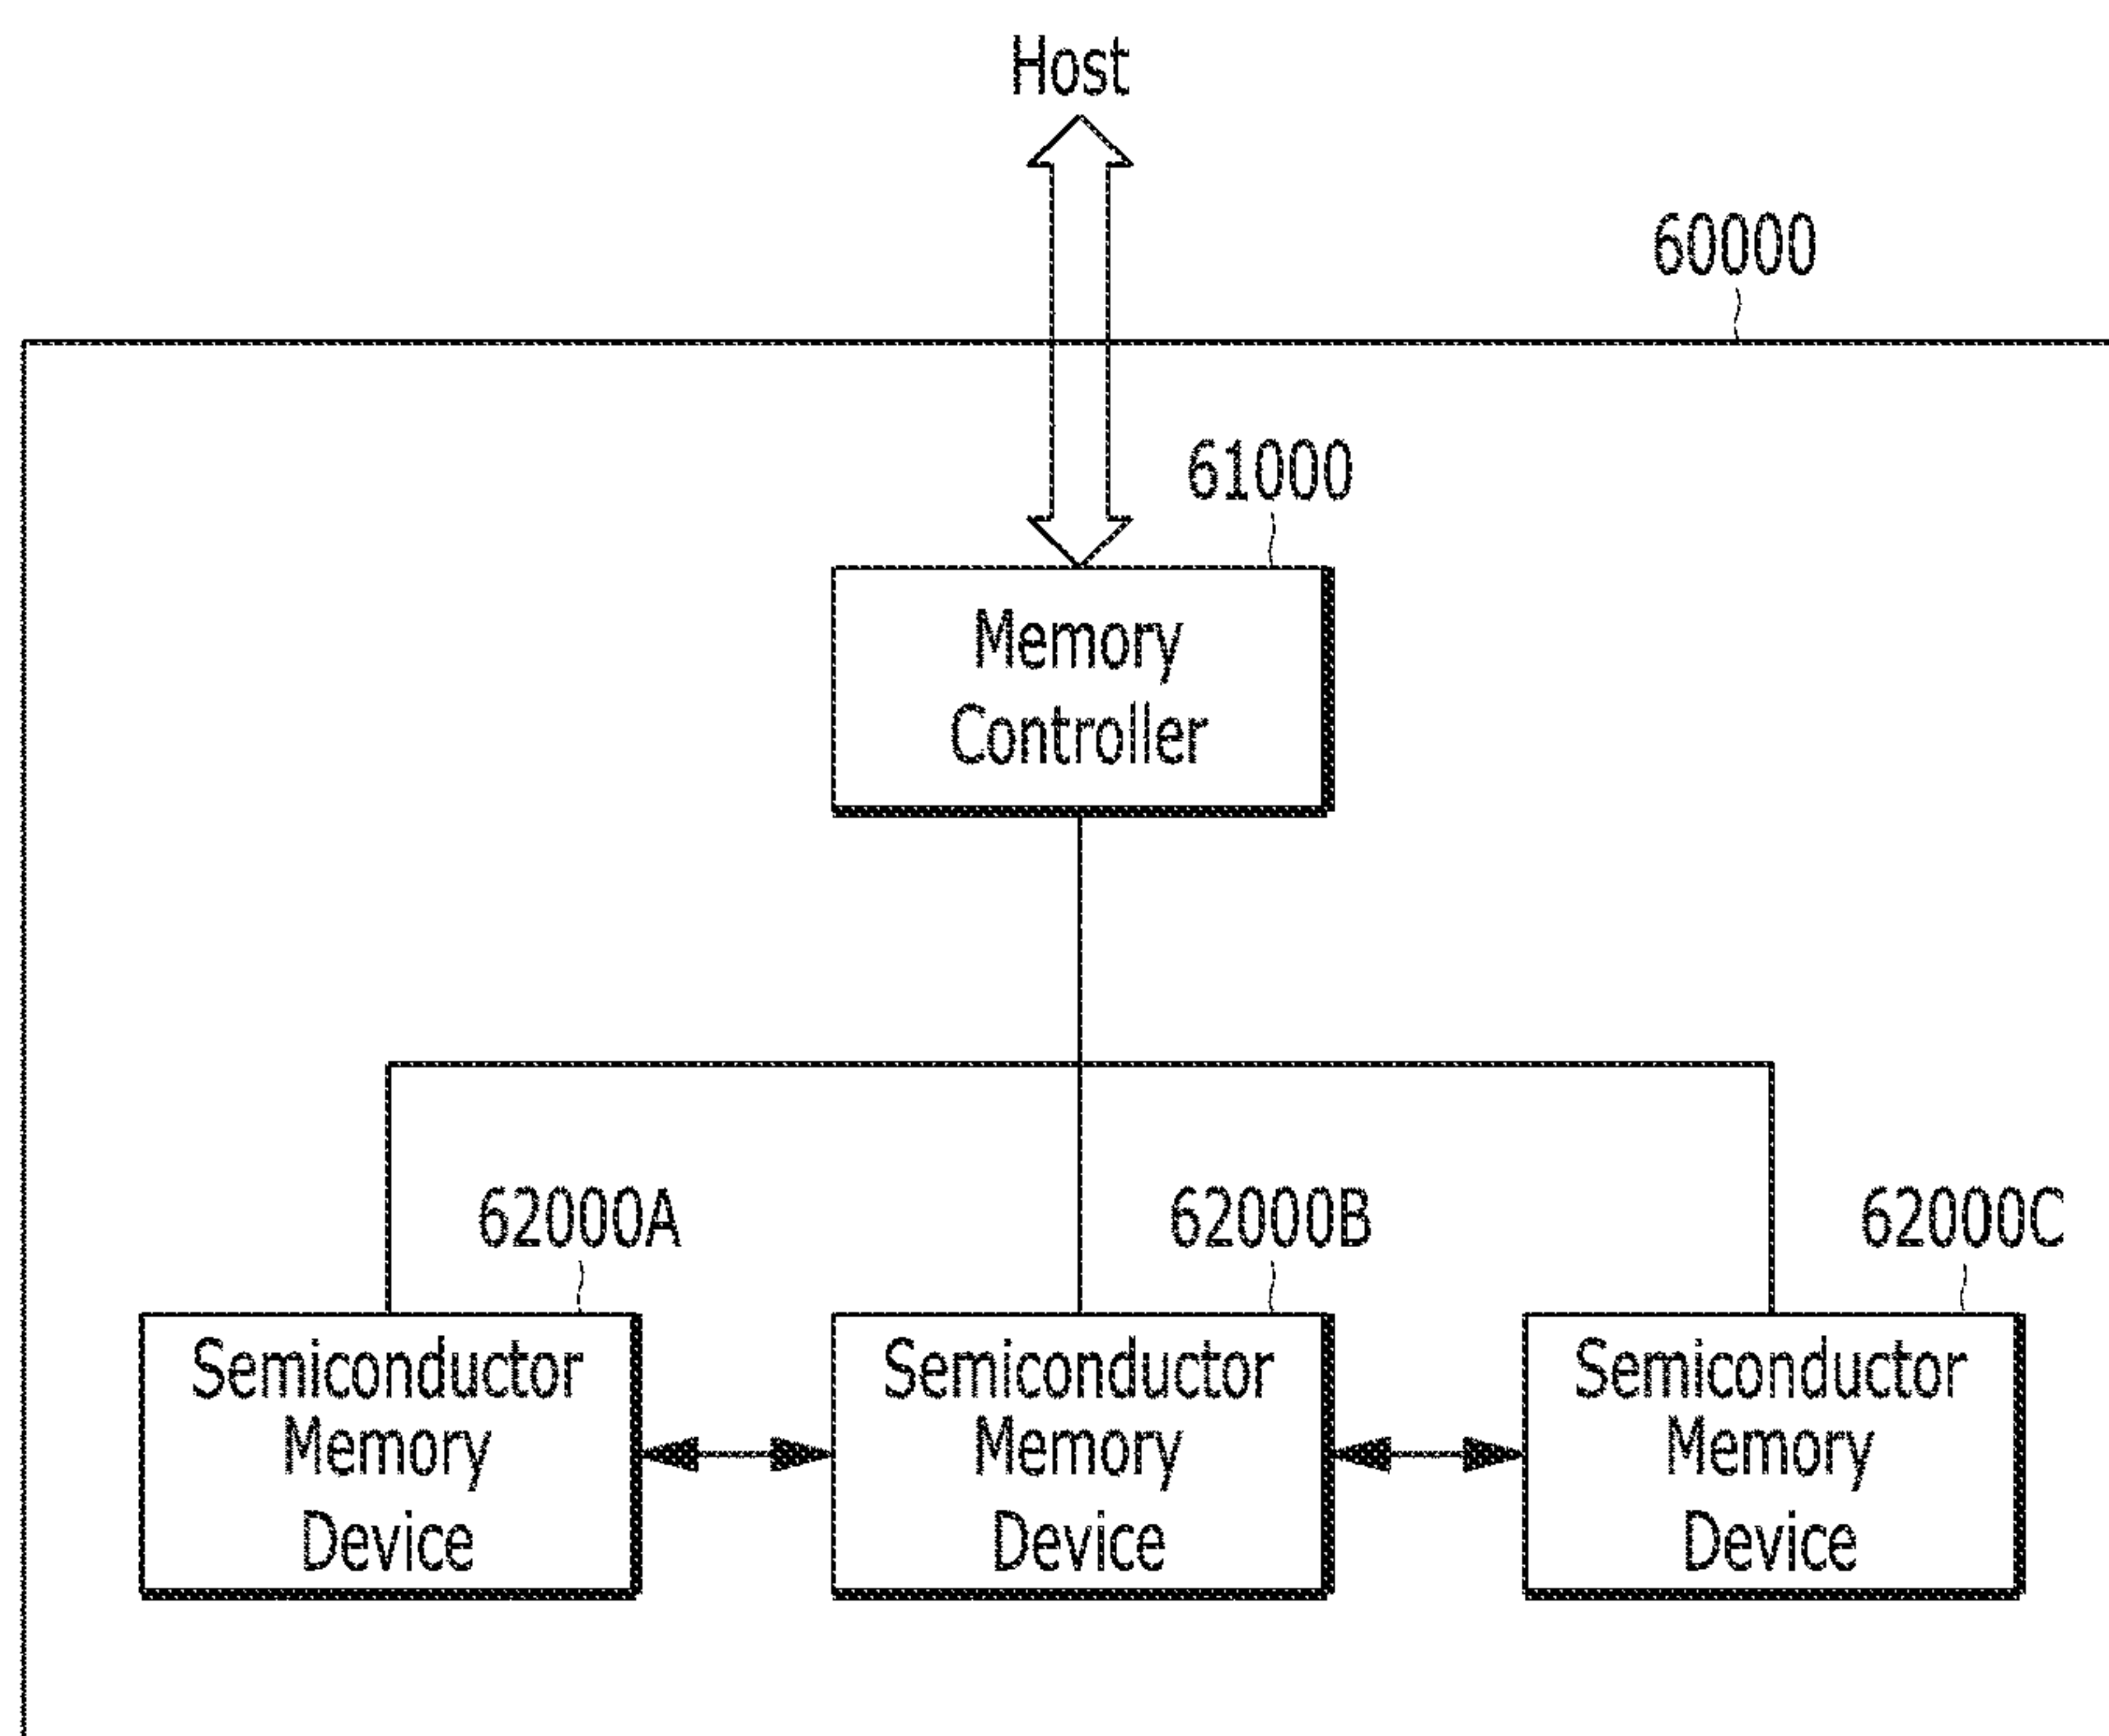 Host
60000
61000
Memory
Controller
62000A
62000B
62000C
Semiconductor
Memory
Device
Semiconductor
Memory
Device
Semiconductor
Memory
Device